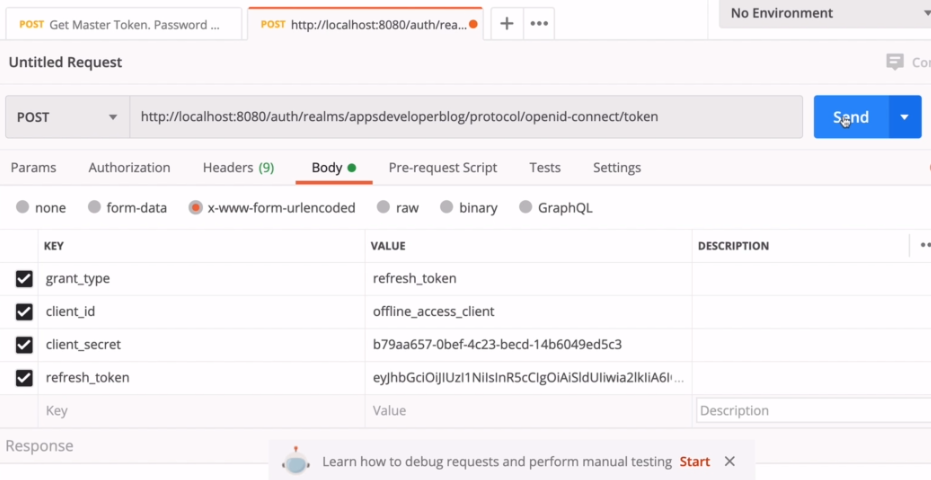 POST Get Master Token. Password ...
POST http://localhost:8080/auth/rea...
+
•••
No Environment
Untitled Request
POST
http://localhost:8080/auth/realms/appsdeveloperblog/protocol/openid-connect/token
Send
Params Authorization Headers (9) Body Pre-request Script Tests Settings
none form-data x-www-form-urlencoded raw binary GraphQL
KEY VALUE DESCRIPTION
grant_type refresh_token
client_id offline_access_client
client_secret b79aa657-0bef-4c23-becd-14b6049ed5c3
refresh_token
Key Value Description
Response
Learn how to debug requests and perform manual testing Start